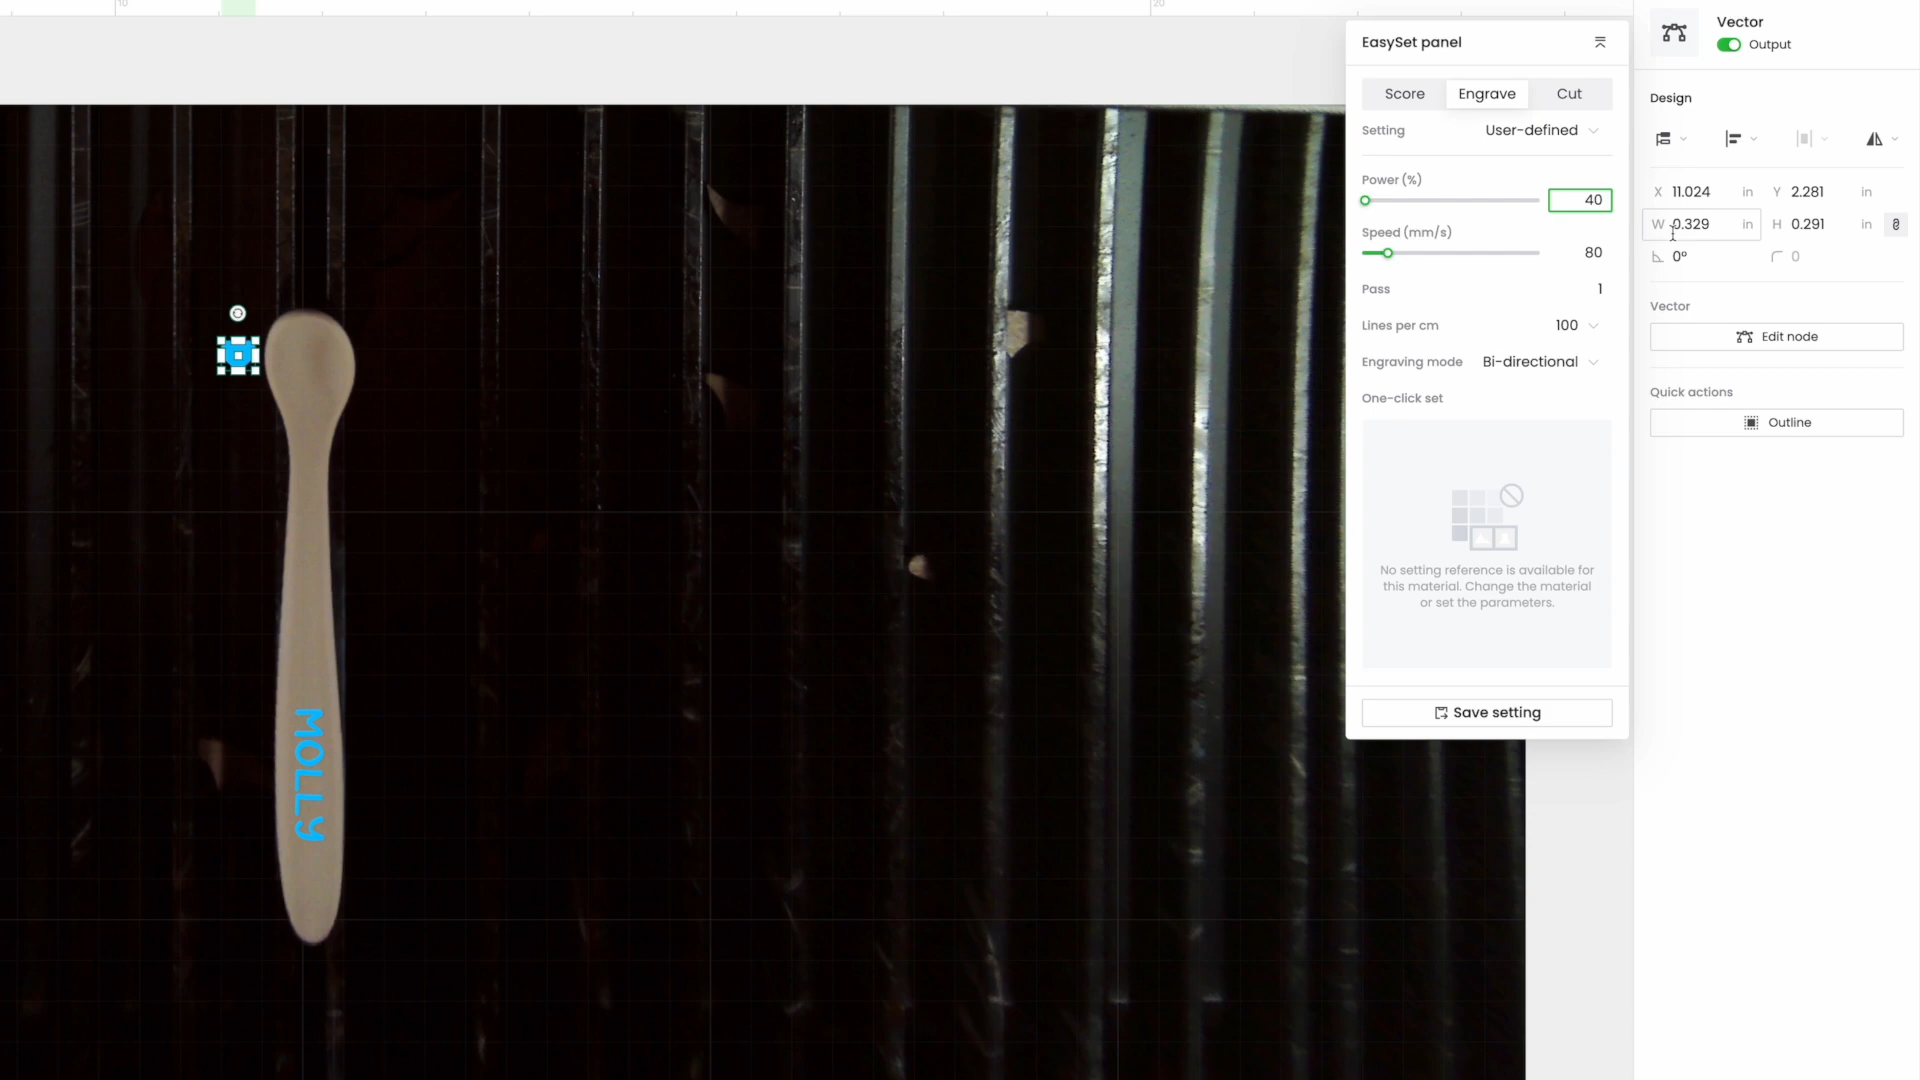 10
20
EasySet panel
Vector
Output
Score Engrave Cut
Setting User-defined
Power (%)
40
Speed (mm/s)
80
Pass 1
Lines per cm 100
Engraving mode Bi-directional
One-click set
No setting reference is available for
this material. Change the material
or set the parameters.
Save setting
Design
X 11.024 in Y 2.281 in
W 0.329 in H 0.291 in
0° 0
Vector
Edit node
Quick actions
Outline
MOLLY